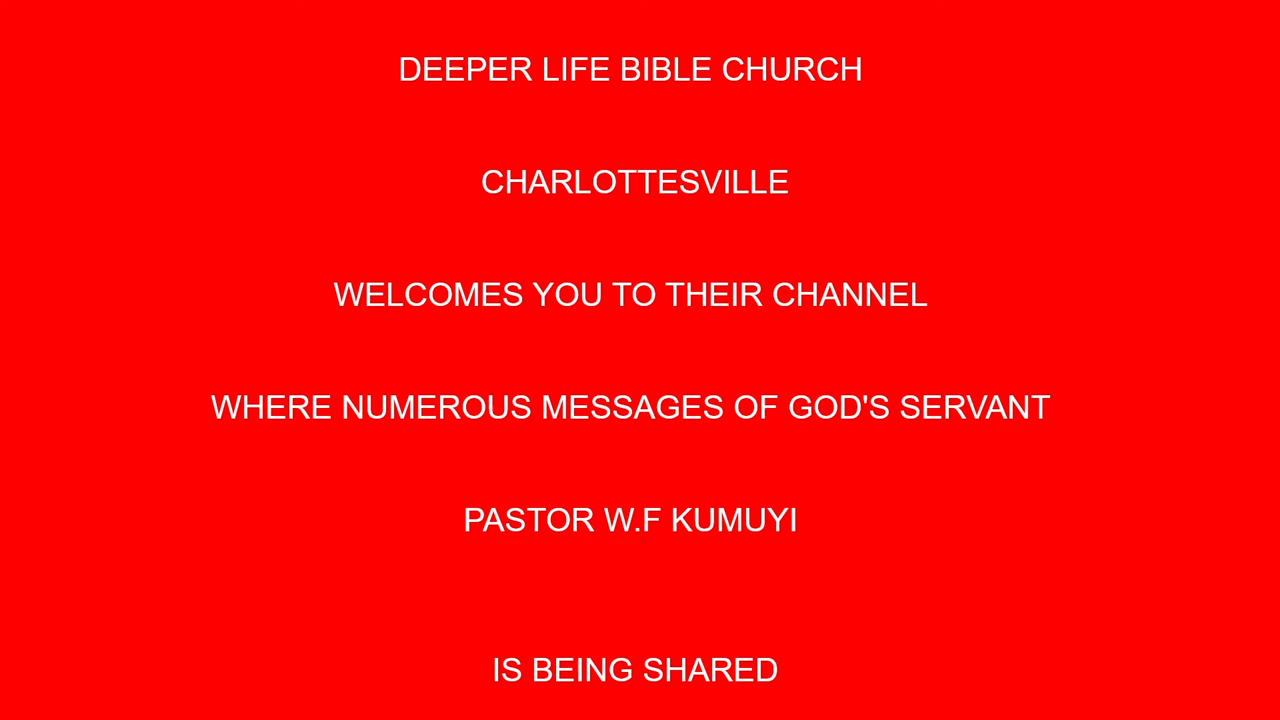 DEEPER LIFE BIBLE CHURCH
CHARLOTTESVILLE
WELCOMES YOU TO THEIR CHANNEL
WHERE NUMEROUS MESSAGES OF GOD'S SERVANT
PASTOR W.F KUMUYI
IS BEING SHARED